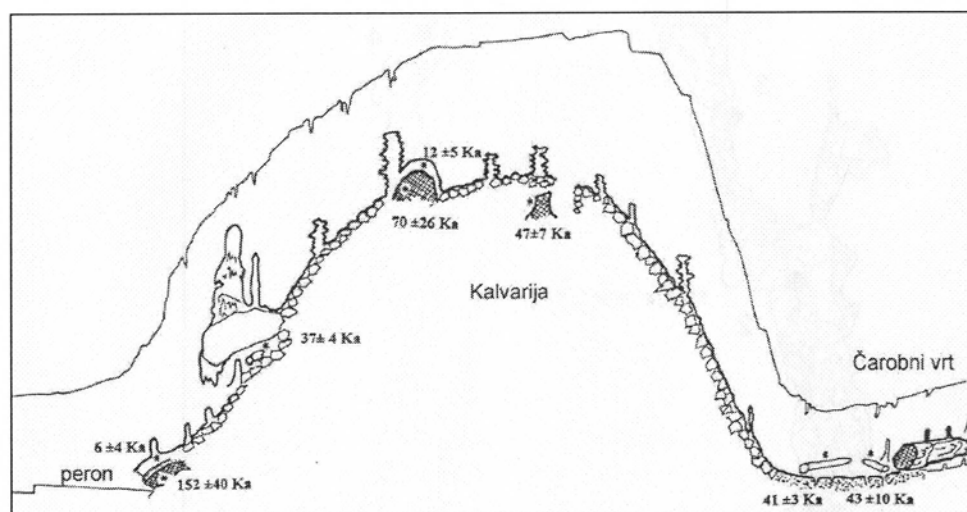 12 ±5 Ka
70 ±26 Ka
47±7 Ka
Kalvarija
37± 4 Ka
Čarobni vrt
6 ±4 Ka
peron
152 ±40 Ka
41 ±3 Ka
43 ±10 Ka